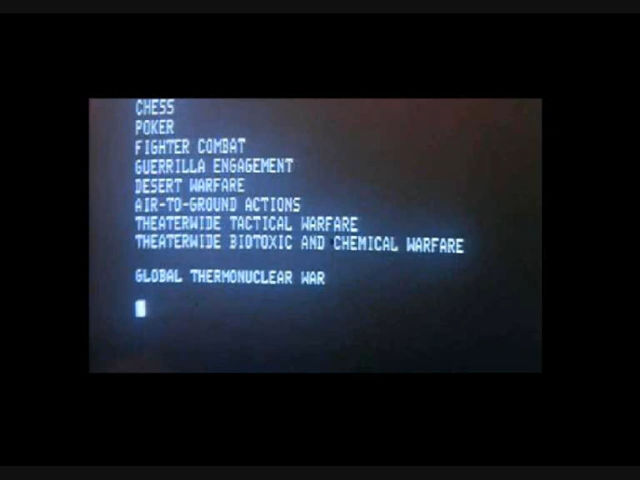 CHESS
POKER
FIGHTER COMBAT
GUERRILLA ENGAGEMENT
DESERT WARFARE
AIR-TO-GROUND ACTIONS
THEATERWIDE TACTICAL WARFARE
THEATERWIDE BIOTOXIC AND CHEMICAL WARFARE
GLOBAL THERMONUCLEAR WAR